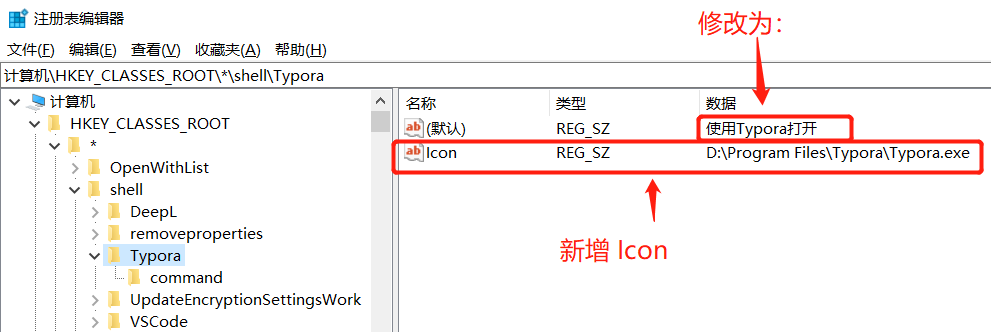 注册表编辑器
修改为：
文件(F) 编辑(E) 查看(V) 收藏夹(A) 帮助(H)
计算机\HKEY_CLASSES_ROOT\*\shell\Typora
计算机
HKEY_CLASSES_ROOT
*
OpenWithList
shell
DeepL
removeproperties
Typora
command
UpdateEncryptionSettingsWork
VSCode
名称 类型 数据
ab (默认) REG_SZ 使用Typora打开
ab Icon REG_SZ D:\Program Files\Typora\Typora.exe
新增 Icon